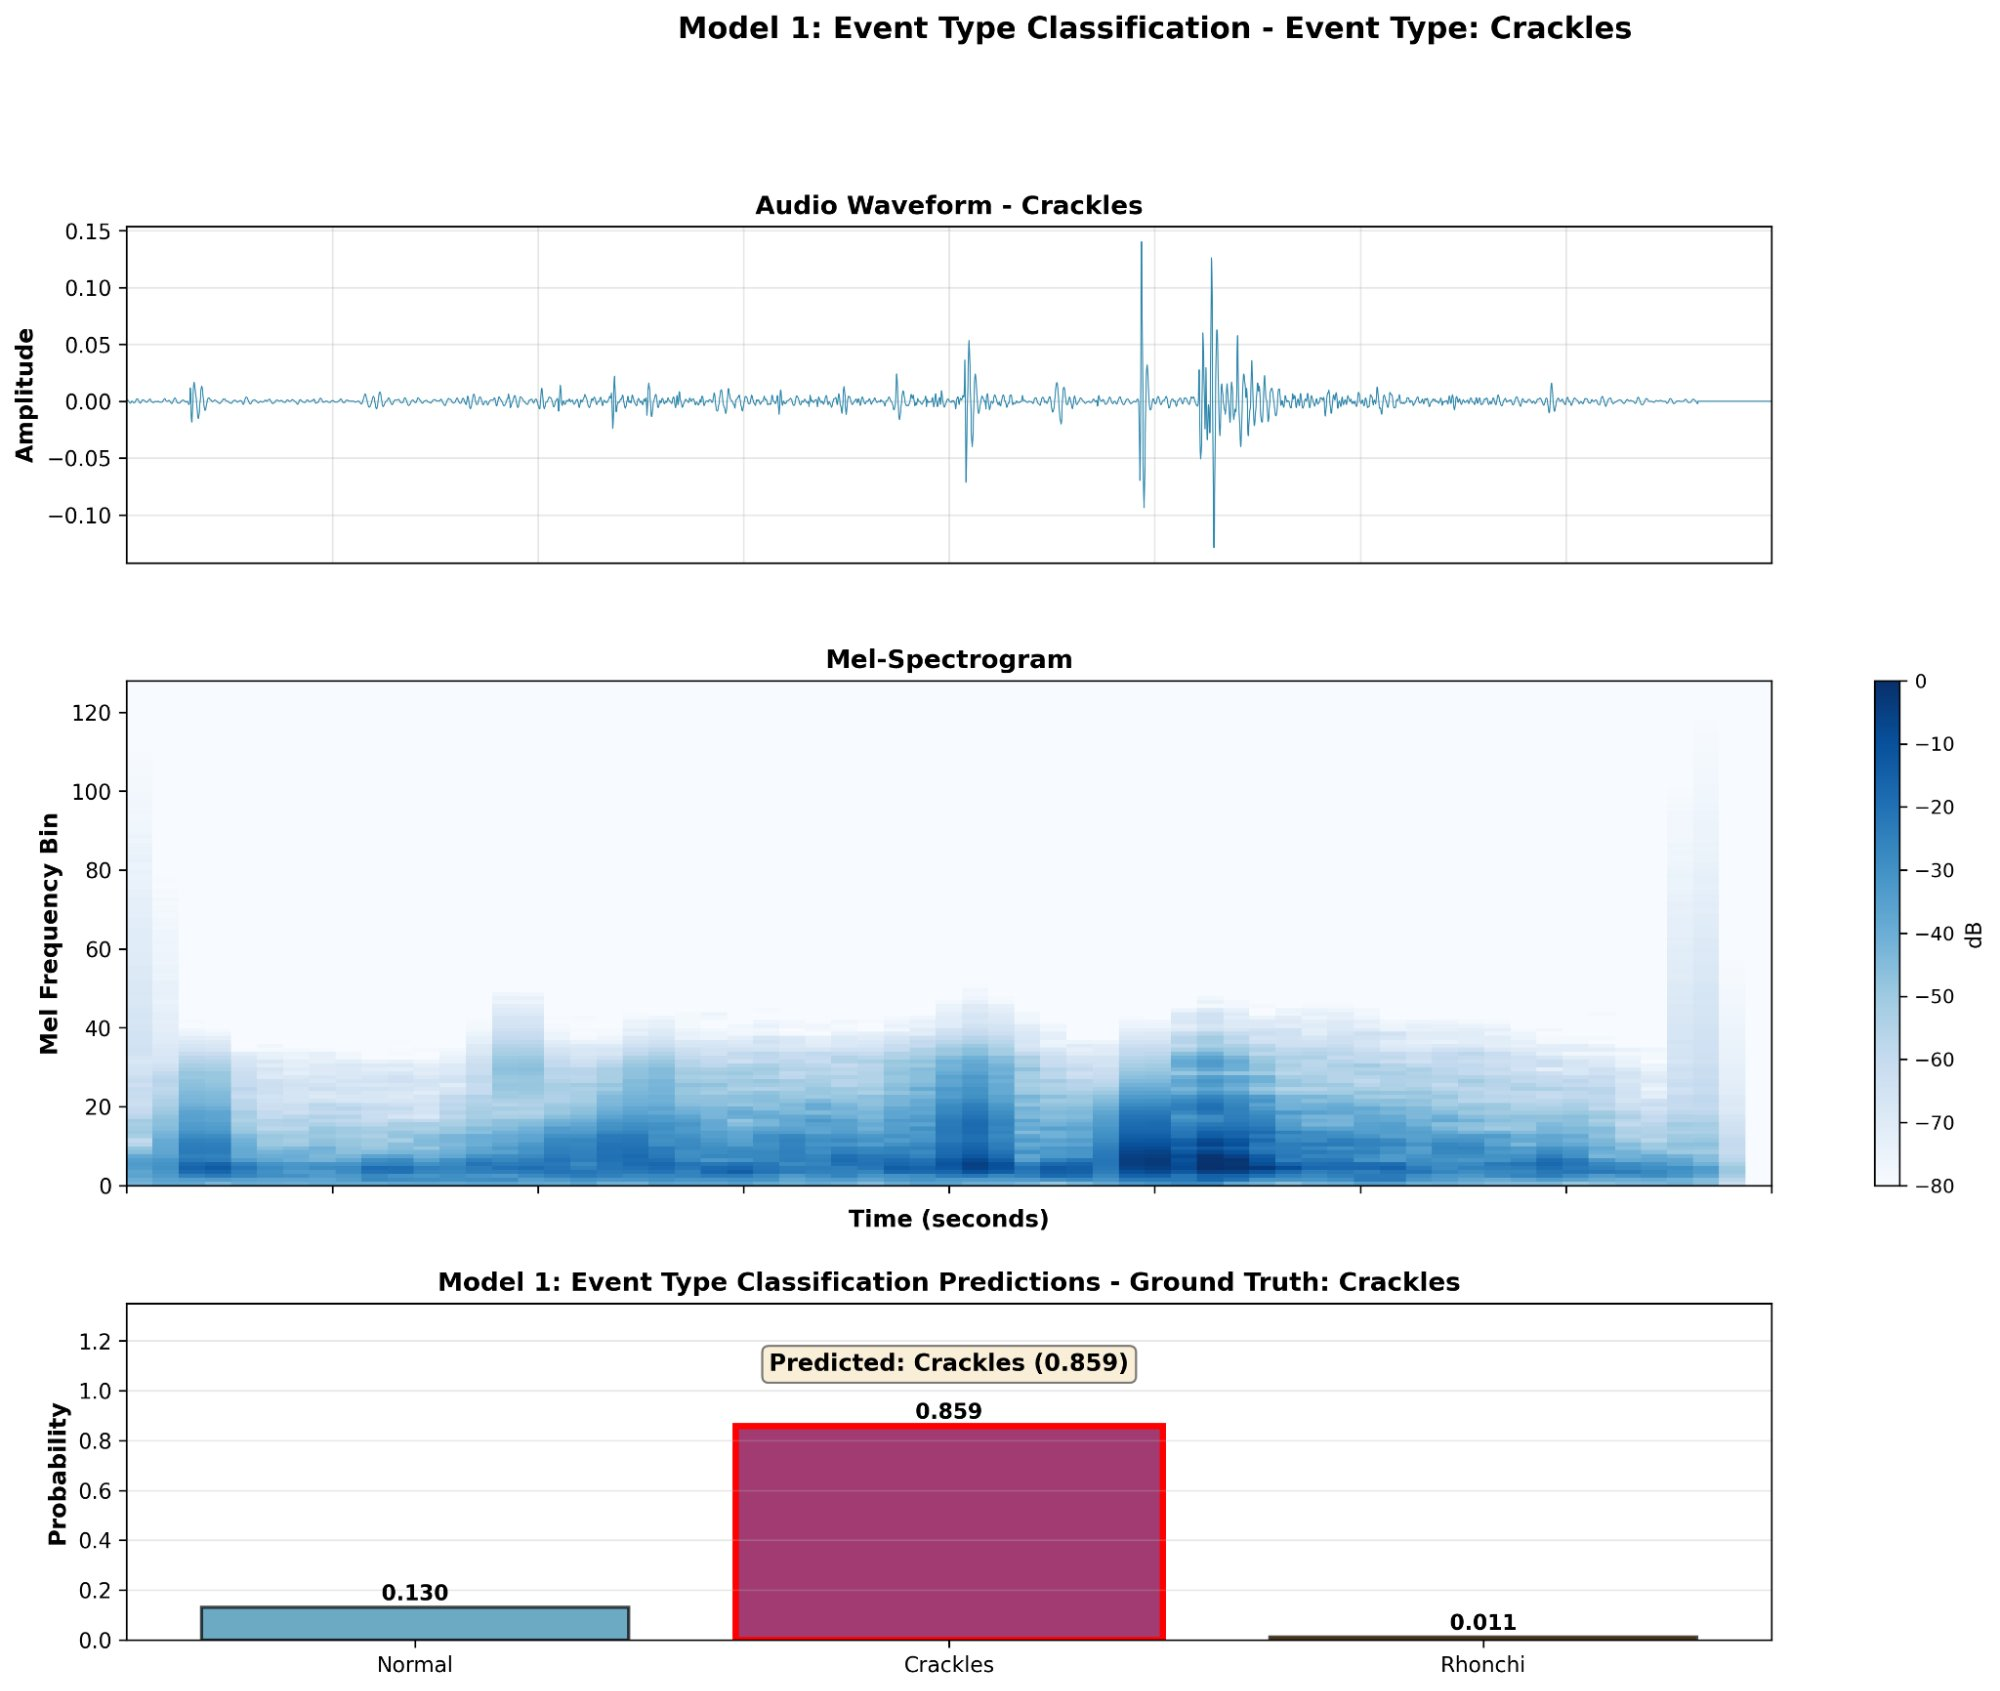 Model 1: Event Type Classification - Event Type: Crackles
Audio Waveform - Crackles
Amplitude
0.15
0.10
0.05
0.00
−0.05
−0.10
Mel-Spectrogram
Mel Frequency Bin
120
100
80
60
40
20
0
Time (seconds)
0
−10
−20
−30
−40
−50
−60
−70
−80
dB
Model 1: Event Type Classification Predictions - Ground Truth: Crackles
Probability
1.2
1.0
0.8
0.6
0.4
0.2
0.0
Predicted: Crackles (0.859)
0.130
0.859
0.011
Normal
Crackles
Rhonchi